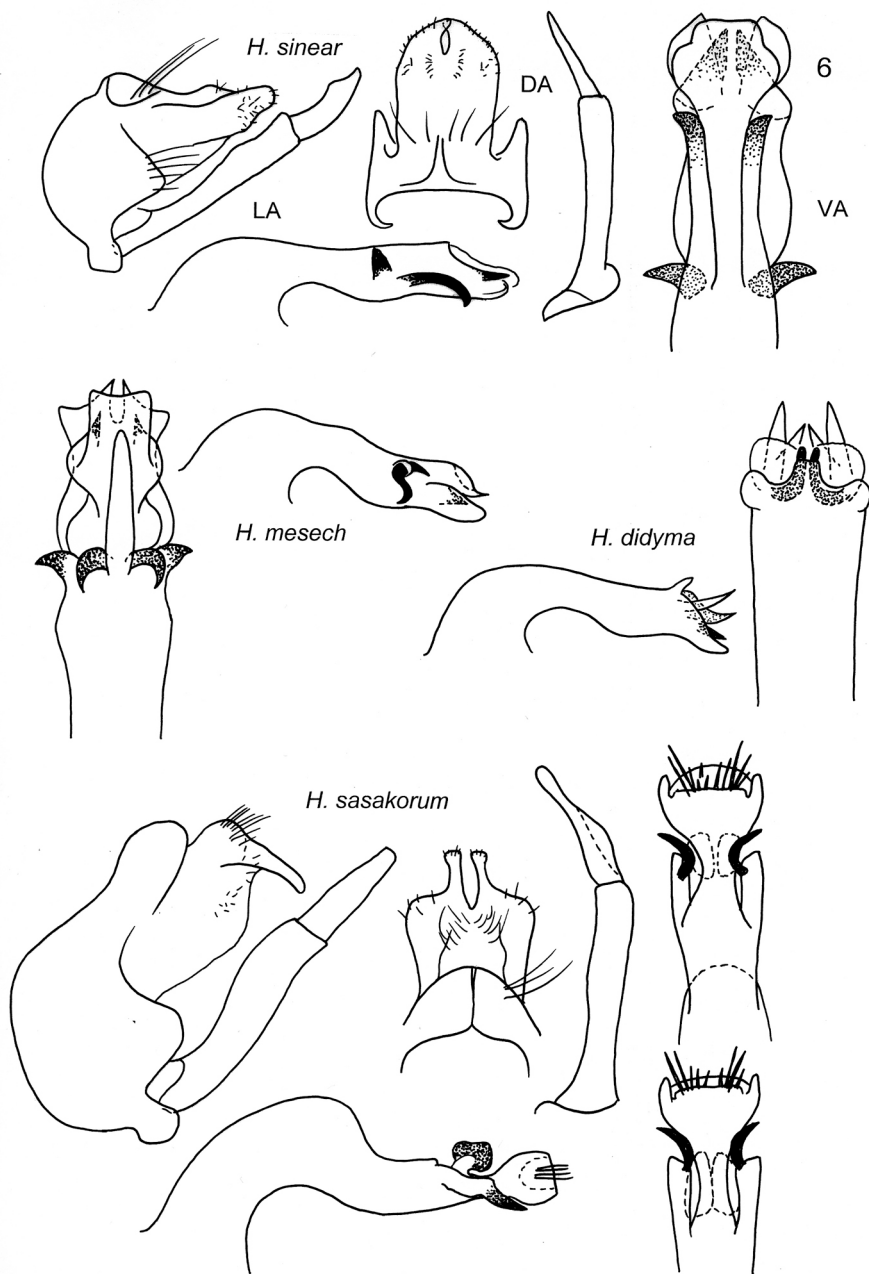 H. sinear
DA
6
LA
VA
H. mesech
H. didyma
H. sasakorum